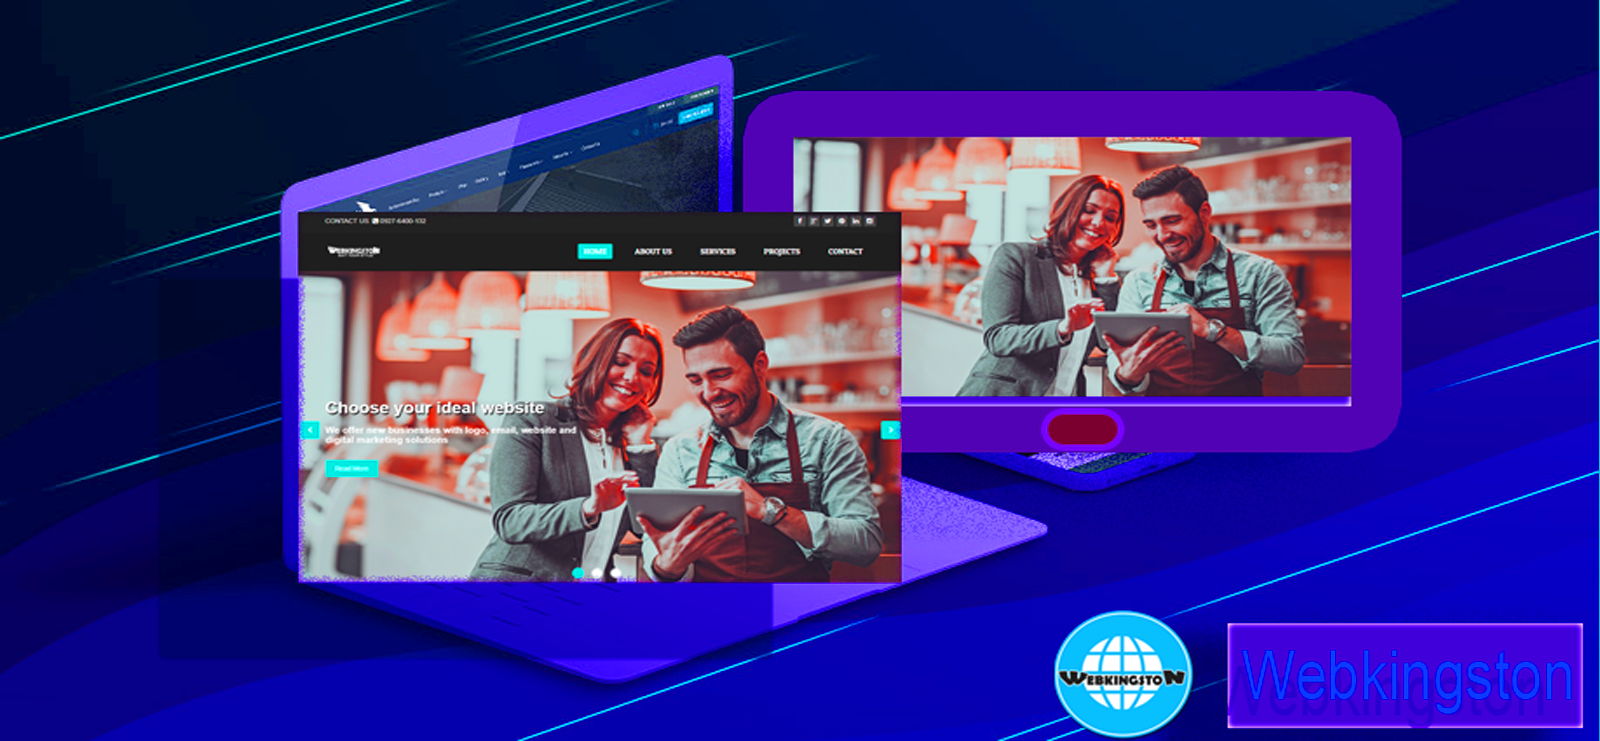 CONTACT US 0927-6400-132
WEBKINGSTON
HOME ABOUT US SERVICES PROJECTS CONTACT
Choose your ideal website
We offer new businesses with logo, email, website and
digital marketing solutions
Read More
WEBKINGSTON
Webkingston